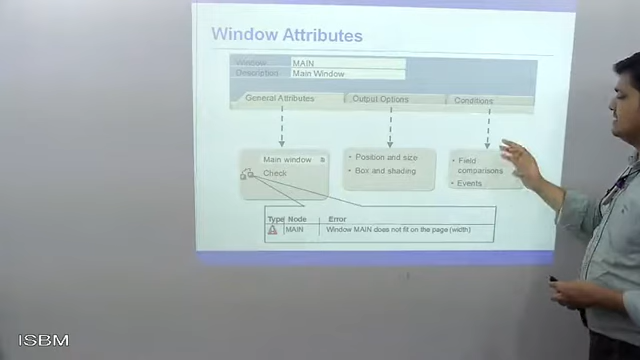 Window Attributes
Window MAIN
Description Main Window
General Attributes Output Options Conditions
Main window
Check
• Position and size
• Box and shading
• Field comparisons
• Events
Type Node Error
MAIN Window MAIN does not fit on the page (width)
ISBM